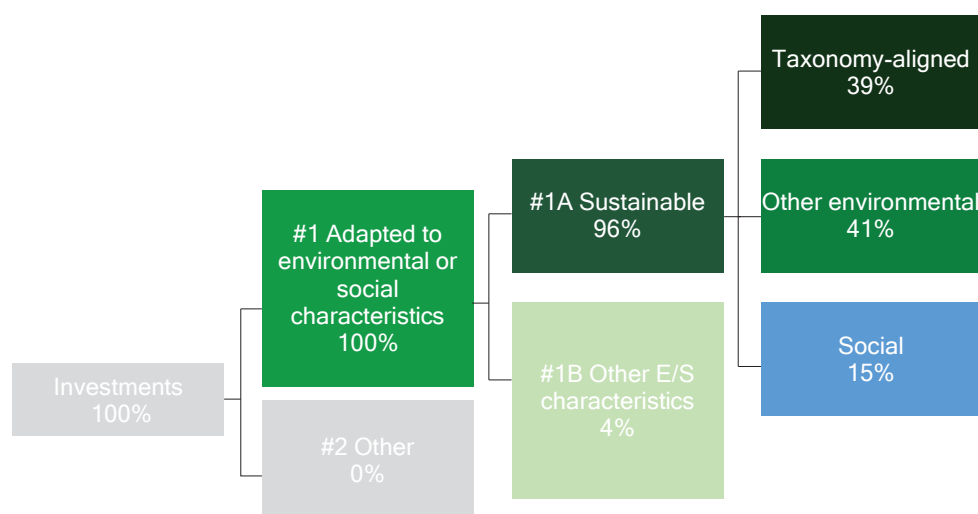 Investments
100%
#1 Adapted to
environmental or
social
characteristics
100%
#2 Other
0%
#1A Sustainable
96%
#1B Other E/S
characteristics
4%
Taxonomy-aligned
39%
Other environmental
41%
Social
15%